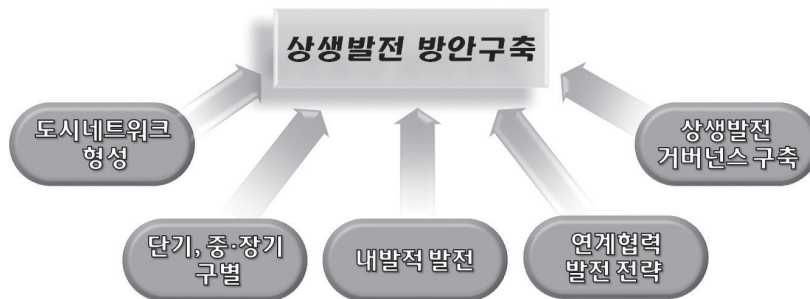 상생발전 방안구축
도시네트워크
형성
상생발전
거버넌스 구축
단기, 중·장기
구별
내발적 발전
연계협력
발전 전략